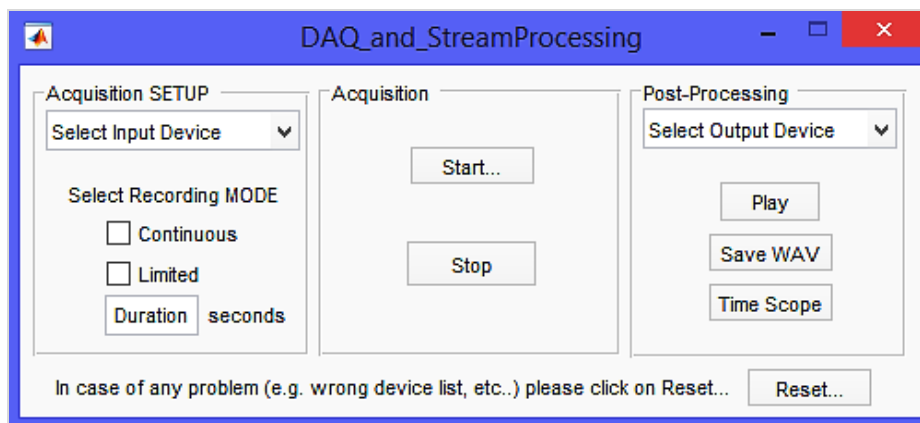 DAQ_and_StreamProcessing
Acquisition SETUP
Select Input Device
Select Recording MODE
Continuous
Limited
Duration seconds
Acquisition
Start...
Stop
Post-Processing
Select Output Device
Play
Save WAV
Time Scope
In case of any problem (e.g. wrong device list, etc..) please click on Reset... Reset...